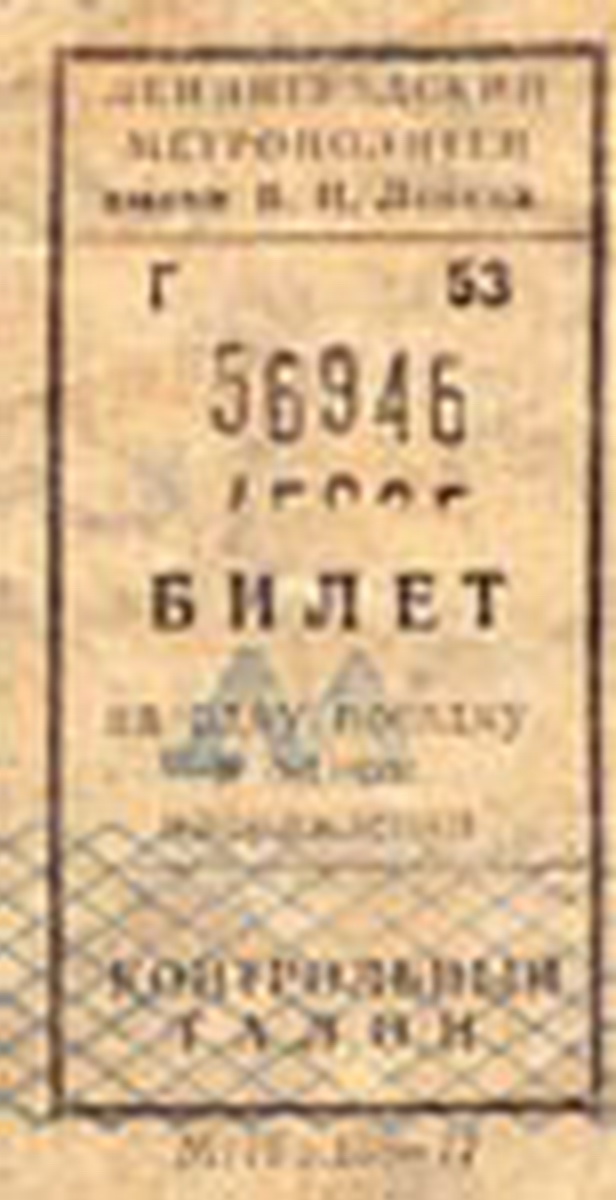 ЛЕНИНГРАДСКИЙ
МЕТРОПОЛИТЕН
имени В. И. Ленина
Г 53
56946
БИЛЕТ
на одну поездку
КОНТРОЛЬНЫЙ
ТАЛОН